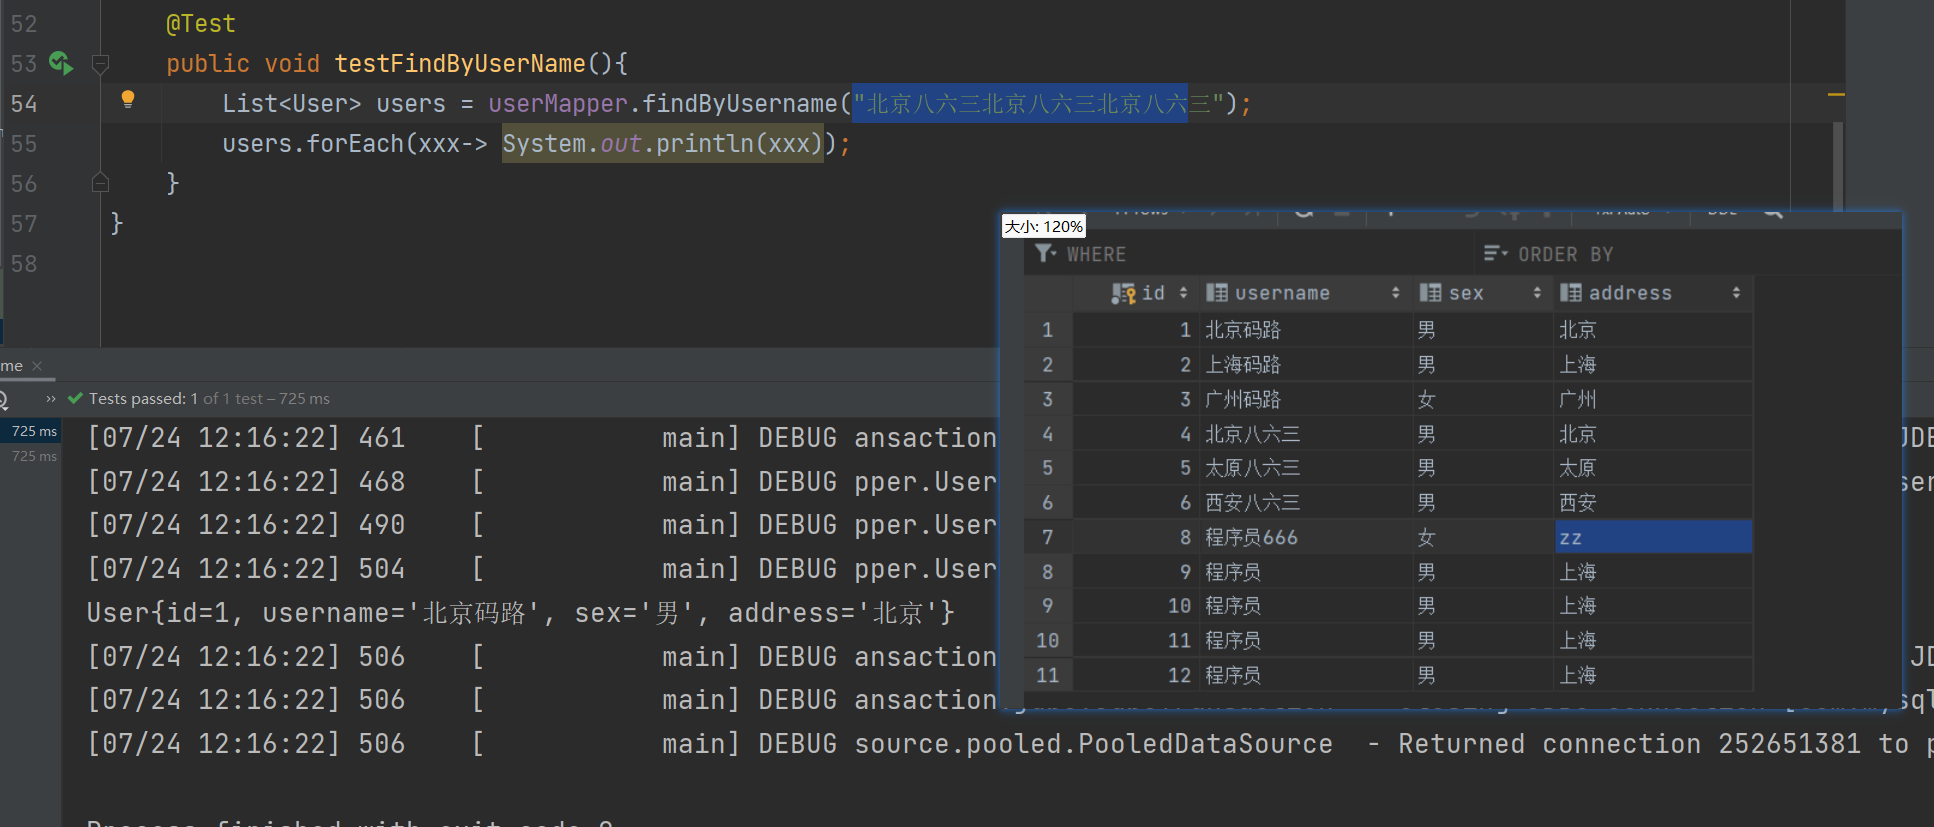 52 @Test
53 public void testFindByUserName(){
54 List<User> users = userMapper.findByUsername("北京八六三北京八六三北京八六三");
55 users.forEach(xxx-> System.out.println(xxx));
56 }
57 }
58
大小: 120%
WHERE ORDER BY
id username sex address
1 1 北京码路 男 北京
2 2 上海码路 男 上海
3 3 广州码路 女 广州
4 4 北京八六三 男 北京
5 5 太原八六三 男 太原
6 6 西安八六三 男 西安
7 8 程序员666 女 zz
8 9 程序员 男 上海
9 10 程序员 男 上海
10 11 程序员 男 上海
11 12 程序员 男 上海
me
» Tests passed: 1 of 1 test – 725 ms
725 ms
725 ms
[07/24 12:16:22] 461 [ main] DEBUG ansaction JDB
[07/24 12:16:22] 468 [ main] DEBUG pper.User ser
[07/24 12:16:22] 490 [ main] DEBUG pper.User
[07/24 12:16:22] 504 [ main] DEBUG pper.User
User{id=1, username='北京码路', sex='男', address='北京'}
[07/24 12:16:22] 506 [ main] DEBUG ansaction JD
[07/24 12:16:22] 506 [ main] DEBUG ansaction sql
[07/24 12:16:22] 506 [ main] DEBUG source.pooled.PooledDataSource - Returned connection 252651381 to p
Process finished with exit code 0